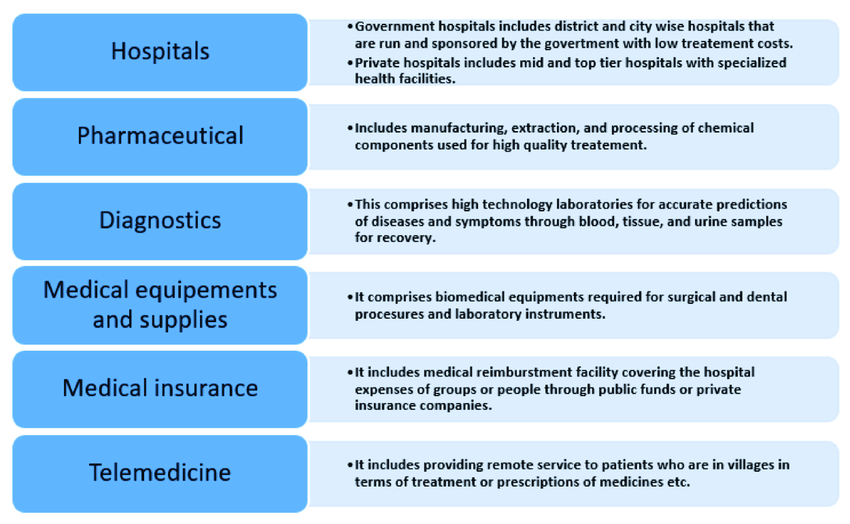 Hospitals
•Government hospitals includes district and city wise hospitals that
are run and sponsored by the govertment with low treatement costs.
•Private hospitals includes mid and top tier hospitals with specialized
health facilities.
Pharmaceutical
•Includes manufacturing, extraction, and processing of chemical
components used for high quality treatement.
Diagnostics
•This comprises high technology laboratories for accurate predictions
of diseases and symptoms through blood, tissue, and urine samples
for recovery.
Medical equipements
and supplies
•It comprises biomedical equipments required for surgical and dental
procesures and laboratory instruments.
Medical insurance
•It includes medical reimburstment facility covering the hospital
expenses of groups or people through public funds or private
insurance companies.
Telemedicine
•It includes providing remote service to patients who are in villages in
terms of treatment or prescriptions of medicines etc.